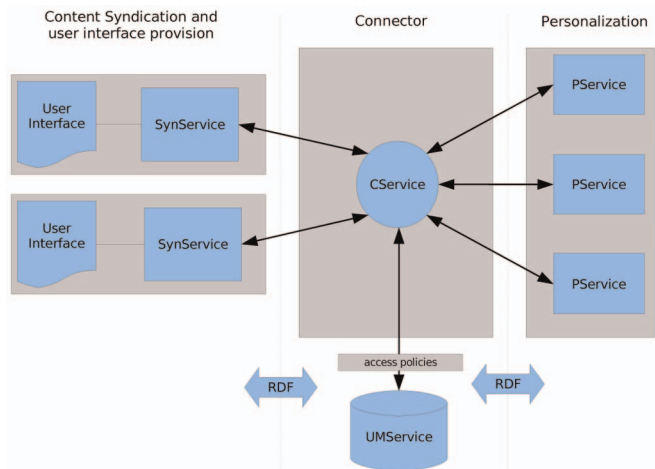 Content Syndication and
user interface provision
Connector
Personalization
User
Interface
SynService
PService
CService
PService
User
Interface
SynService
PService
access policies
RDF
RDF
UMService